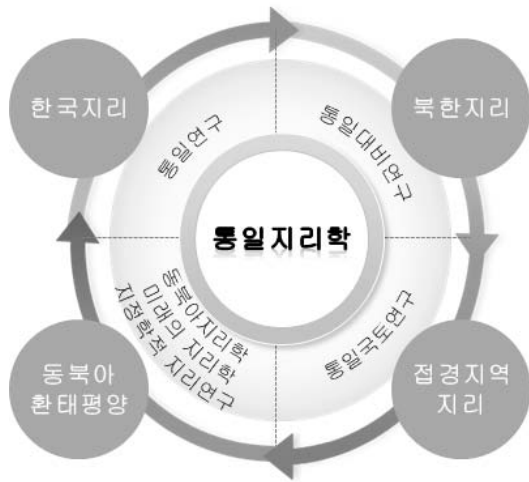 한국지리
북한지리
통일연구
통일대비연구
통일지리학
동북아지리학
미래의 지리학
지정학적 지리연구
통일국토연구
동북아
환태평양
접경지역
지리